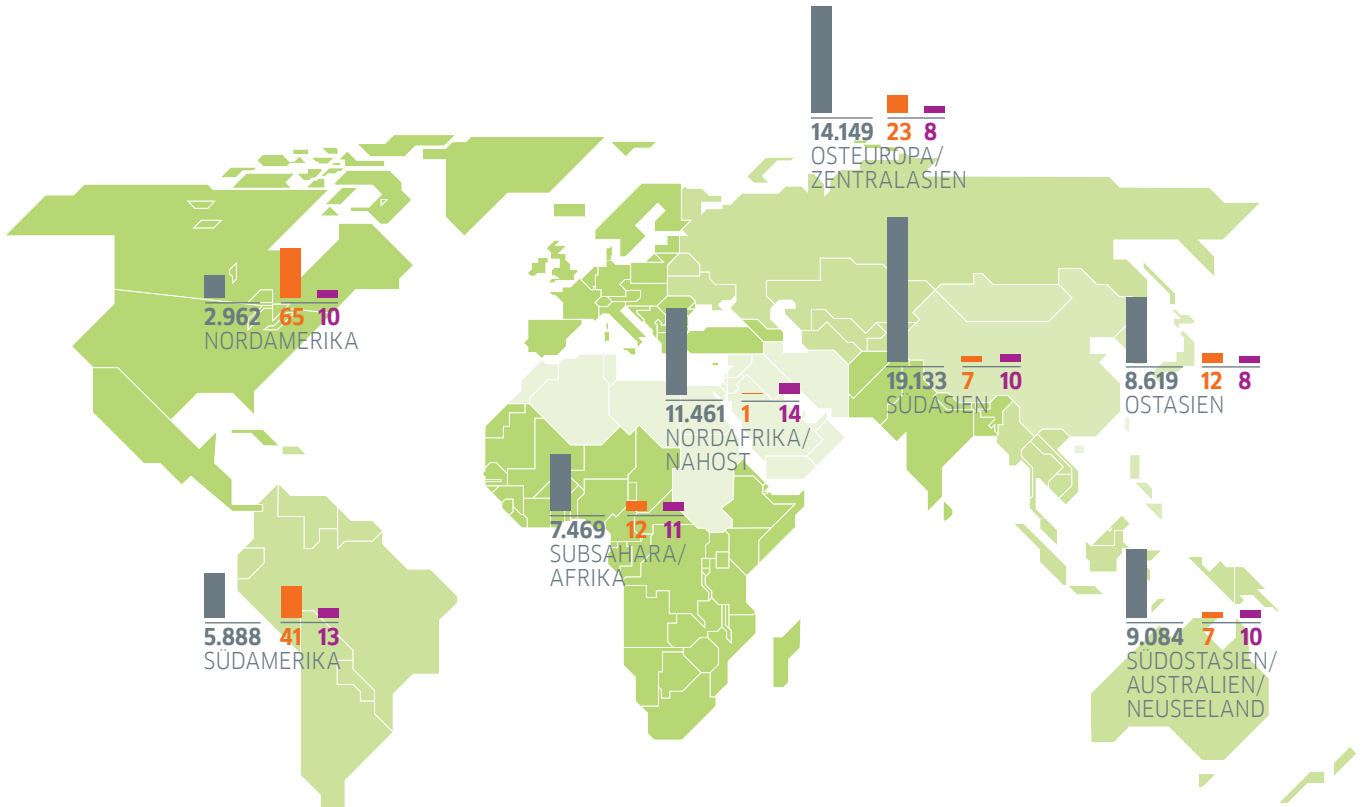 14.149 23 8
OSTEUROPA/
ZENTRALASIEN
2.962 65 10
NORDAMERIKA
19.133 7 10
SÜDASIEN
8.619 12 8
OSTASIEN
11.461 1 14
NORDAFRIKA/
NAHOST
7.469 12 11
SUBSAHARA/
AFRIKA
5.888 41 13
SÜDAMERIKA
9.084 7 10
SÜDOSTASIEN/
AUSTRALIEN/
NEUSEELAND